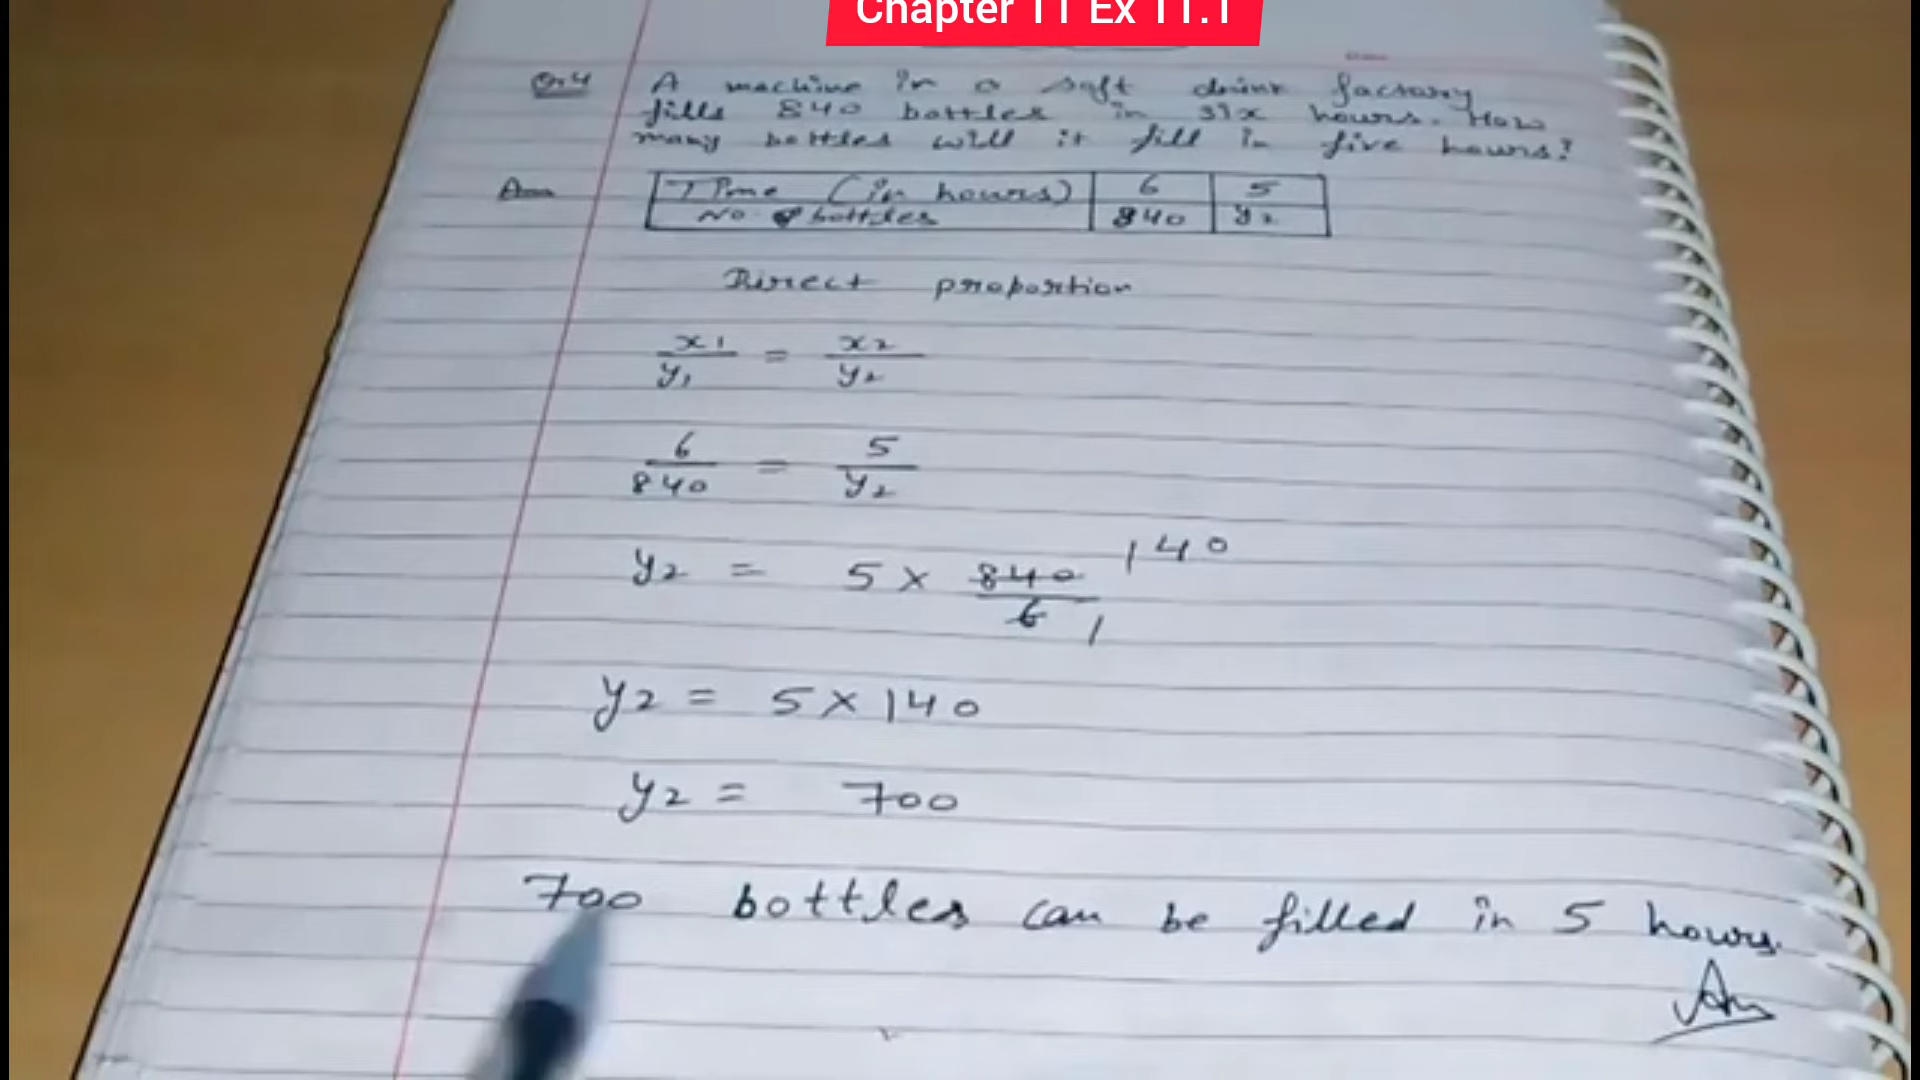 Chapter 11 Ex 11.1
Q.4 A machine in a soft drink factory
fills 840 bottles in six hours. How
many bottles will it fill in five hours?
Ans Time (in hours) 6 5
No. of bottles 840 y2
Direct proportion
x1/y1 = x2/y2
6/840 = 5/y2
y2 = 5 × 840/6 140 1
y2 = 5 × 140
y2 = 700
700 bottles can be filled in 5 hours.
Ans